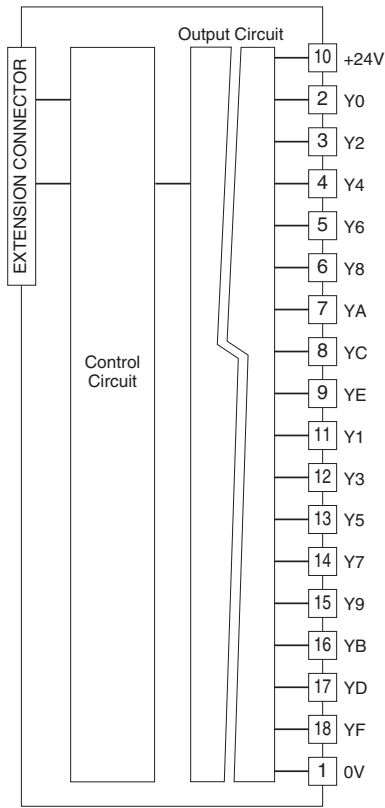 Output Circuit
EXTENSION CONNECTOR
Control
Circuit
10 +24V
2 Y0
3 Y2
4 Y4
5 Y6
6 Y8
7 YA
8 YC
9 YE
11 Y1
12 Y3
13 Y5
14 Y7
15 Y9
16 YB
17 YD
18 YF
1 0V